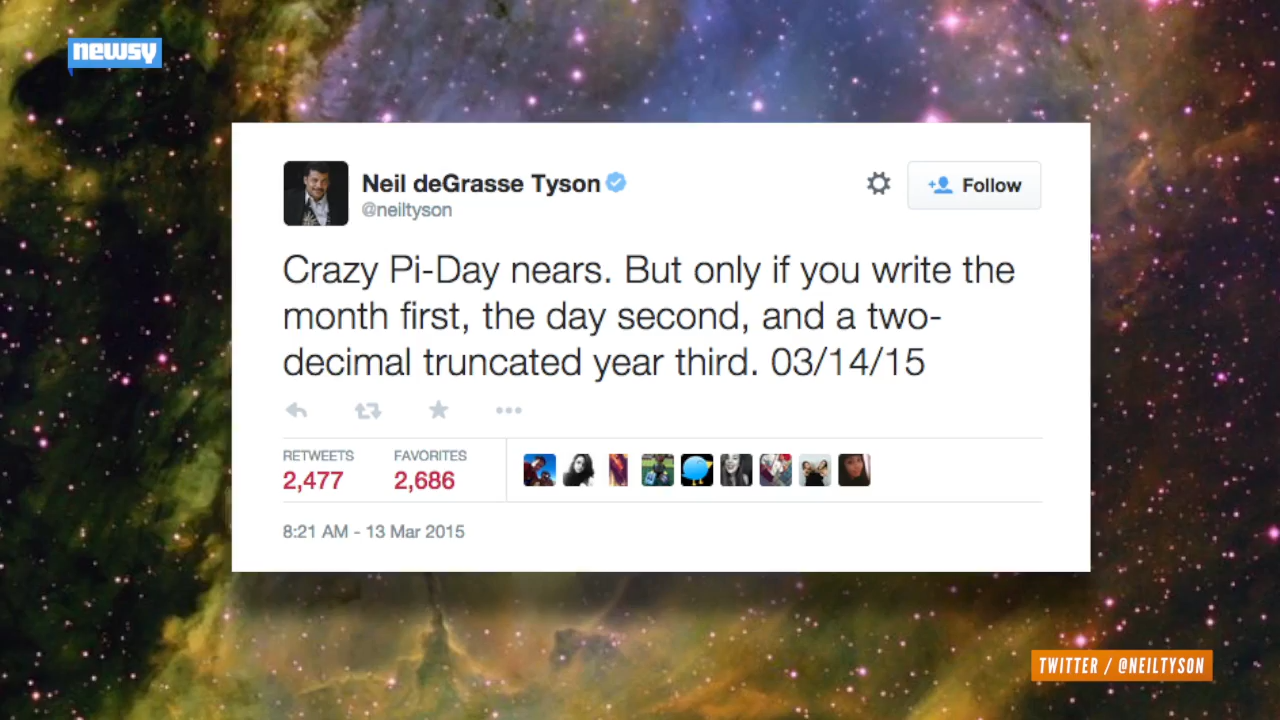 newsy
Neil deGrasse Tyson
@neiltyson
Follow
Crazy Pi-Day nears. But only if you write the
month first, the day second, and a two-
decimal truncated year third. 03/14/15
RETWEETS FAVORITES
2,477 2,686
8:21 AM - 13 Mar 2015
TWITTER / @NEILTYSON